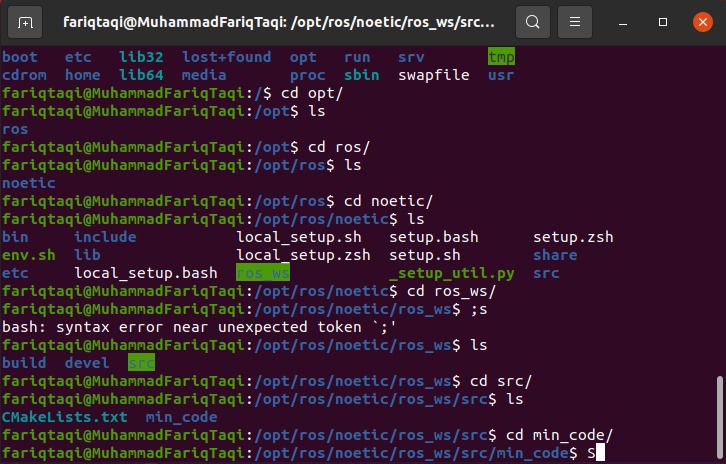 fariqtaqi@MuhammadFariqTaqi: /opt/ros/noetic/ros_ws/src...
boot etc lib32 lost+found opt run srv tmp
cdrom home lib64 media proc sbin swapfile usr
fariqtaqi@MuhammadFariqTaqi:/$ cd opt/
fariqtaqi@MuhammadFariqTaqi:/opt$ ls
ros
fariqtaqi@MuhammadFariqTaqi:/opt$ cd ros/
fariqtaqi@MuhammadFariqTaqi:/opt/ros$ ls
noetic
fariqtaqi@MuhammadFariqTaqi:/opt/ros$ cd noetic/
fariqtaqi@MuhammadFariqTaqi:/opt/ros/noetic$ ls
bin include local_setup.sh setup.bash setup.zsh
env.sh lib local_setup.zsh setup.sh share
etc local_setup.bash ros_ws _setup_util.py src
fariqtaqi@MuhammadFariqTaqi:/opt/ros/noetic$ cd ros_ws/
fariqtaqi@MuhammadFariqTaqi:/opt/ros/noetic/ros_ws$ ;s
bash: syntax error near unexpected token `;'
fariqtaqi@MuhammadFariqTaqi:/opt/ros/noetic/ros_ws$ ls
build devel src
fariqtaqi@MuhammadFariqTaqi:/opt/ros/noetic/ros_ws$ cd src/
fariqtaqi@MuhammadFariqTaqi:/opt/ros/noetic/ros_ws/src$ ls
CMakeLists.txt min_code
fariqtaqi@MuhammadFariqTaqi:/opt/ros/noetic/ros_ws/src$ cd min_code/
fariqtaqi@MuhammadFariqTaqi:/opt/ros/noetic/ros_ws/src/min_code$ S